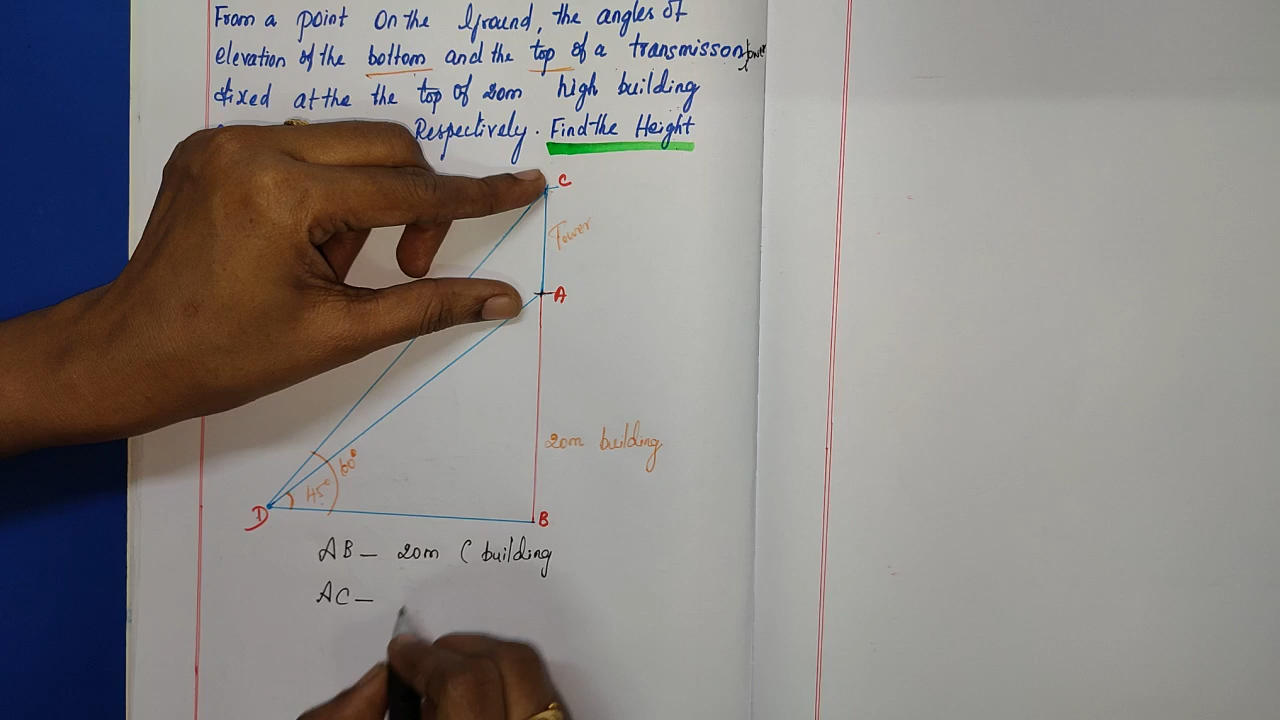 From a point on the Ground, the angles of
elevation of the bottom and the top of a transmisson tower
fixed at the the top of 20m high building
Respectively. Find the Height
C
Tower
A
20m building
60°
45°
D
B
AB - 20m ( building
AC -